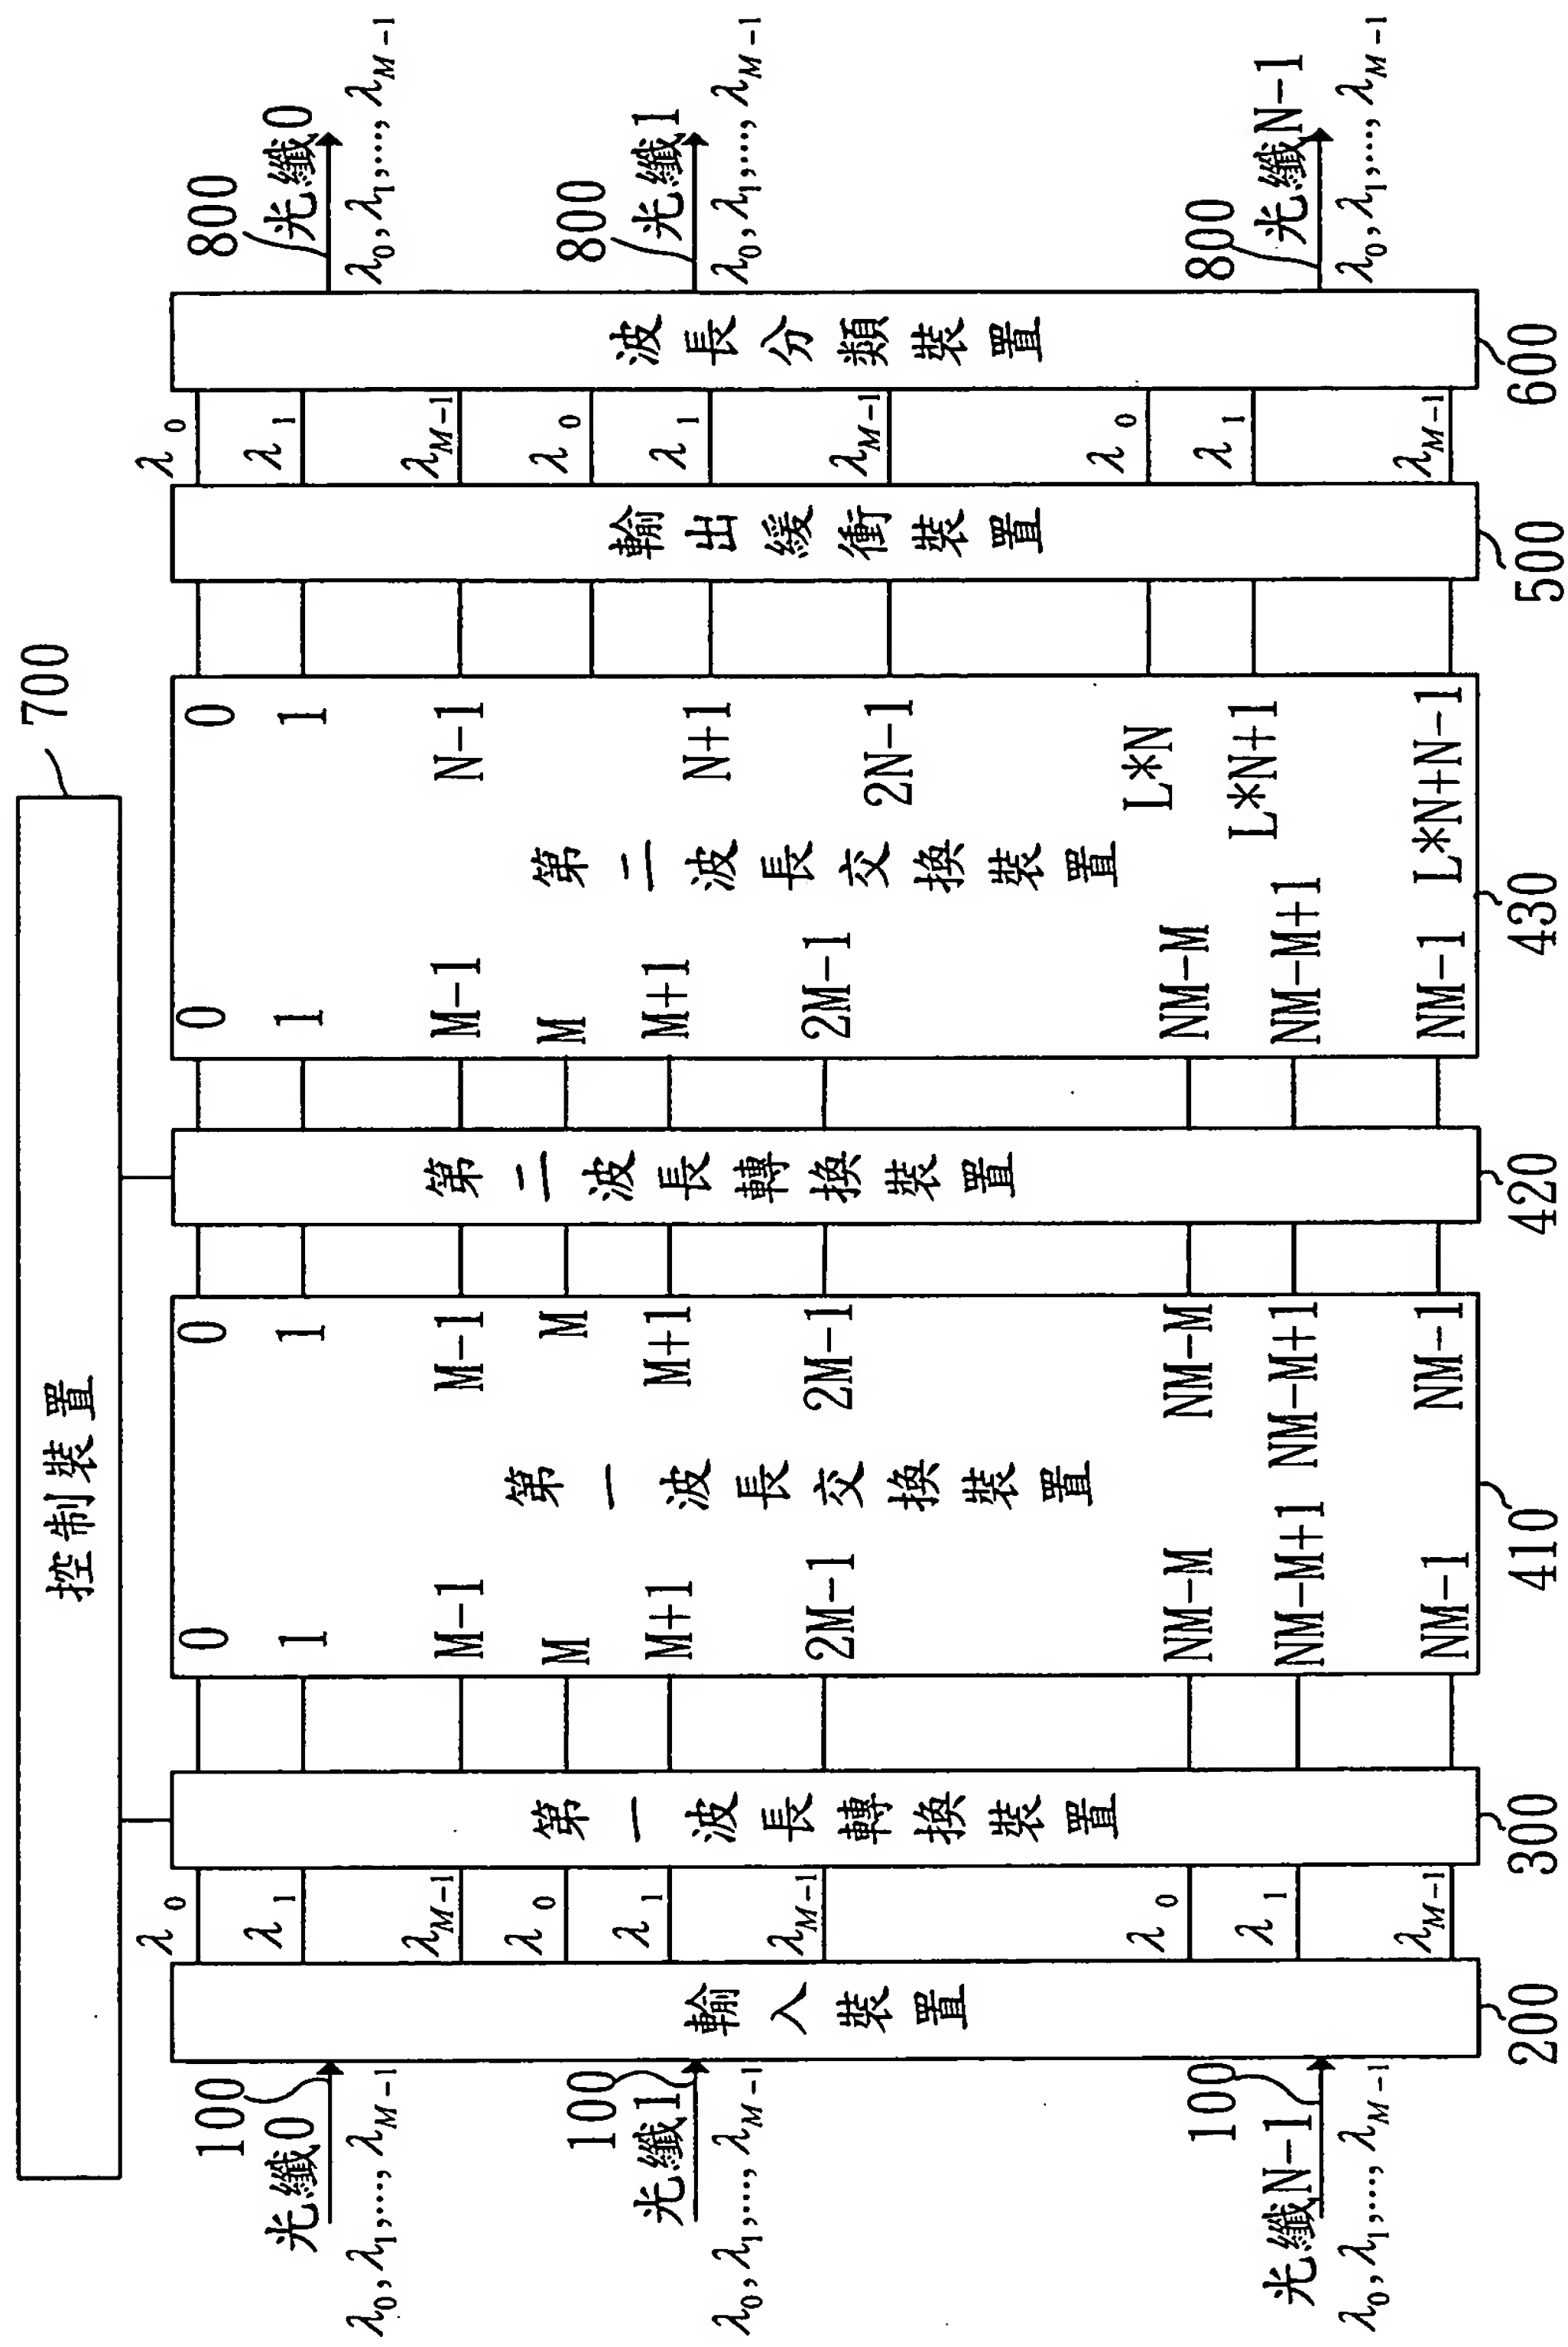 控制裝置
700
100
光纖0
λ0, λ1,..., λM-1
100
光纖1
λ0, λ1,..., λM-1
100
光纖N-1
λ0, λ1,..., λM-1
輸入裝置
200
λ0
λ1
λM-1
λ0
λ1
λM-1
λ0
λ1
λM-1
第一波長轉換裝置
300
0
1
M-1
M
M+1
2M-1
NM-M
NM-M+1
NM-1
第一波長交換裝置
0
1
M-1
M
M+1
2M-1
NM-M
NM-M+1
NM-1
410
第二波長轉換裝置
420
0
1
M-1
M
M+1
2M-1
NM-M
NM-M+1
NM-1
第二波長交換裝置
0
1
N-1
N+1
2N-1
L*N
L*N+1
L*N+N-1
430
輸出緩衝裝置
500
λ0
λ1
λM-1
λ0
λ1
λM-1
λ0
λ1
λM-1
波長分類裝置
600
800
光纖0
λ0, λ1,..., λM-1
800
光纖1
λ0, λ1,..., λM-1
800
光纖N-1
λ0, λ1,..., λM-1